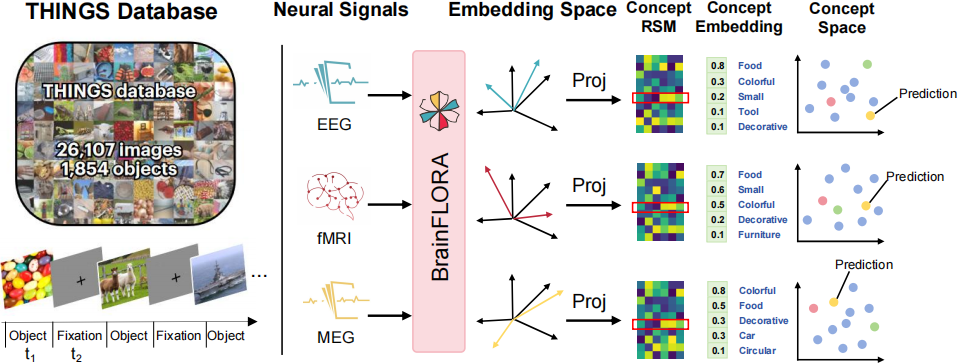 THINGS Database
Neural Signals
Embedding Space
Concept RSM
Concept Embedding
Concept Space
THINGS database
26,107 images
1,854 objects
+
+
...
Object
Fixation
Object
Fixation
Object
t1
t2
EEG
fMRI
MEG
BrainFLORA
Proj
0.8 Food
0.3 Colorful
0.2 Small
0.1 Tool
0.1 Decorative
Prediction
Proj
0.7 Food
0.6 Small
0.5 Colorful
0.2 Decorative
0.1 Furniture
Prediction
Proj
0.8 Colorful
0.5 Food
0.3 Decorative
0.3 Car
0.1 Circular
Prediction